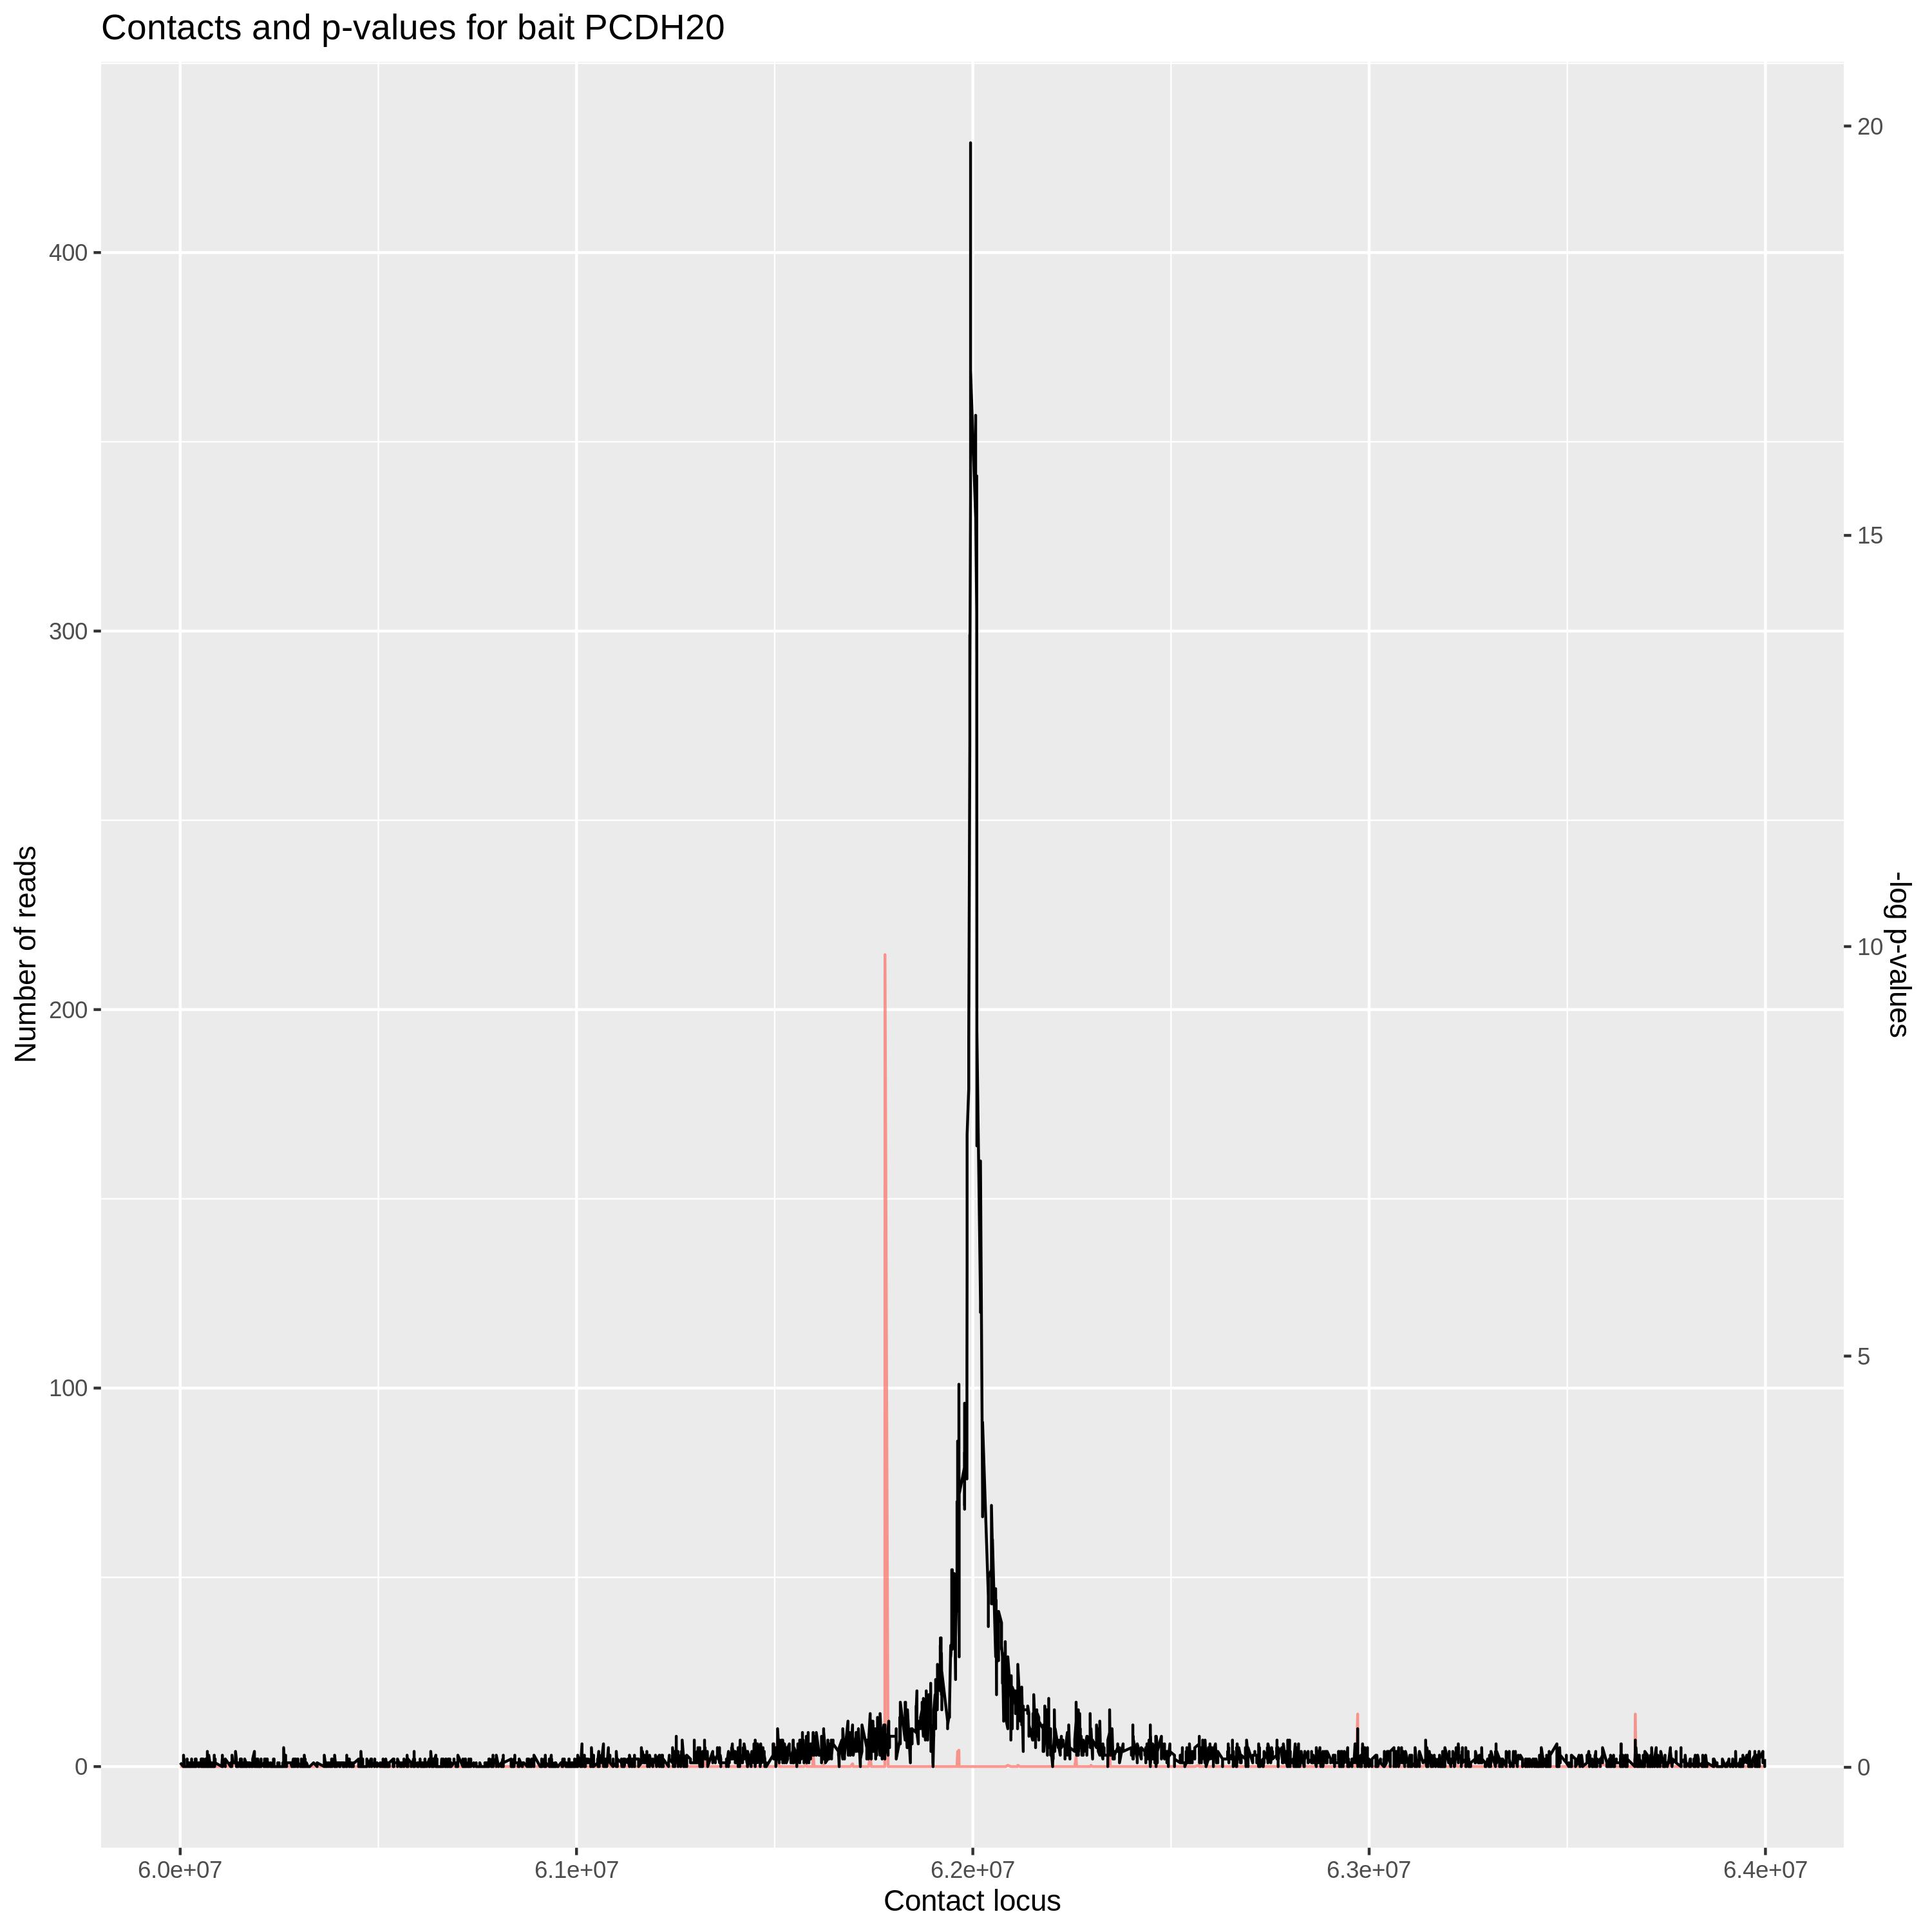 Contacts and p-values for bait PCDH20
Number of reads
400
300
200
100
0
20
15
10
5
0
-log p-values
6.0e+07 6.1e+07 6.2e+07 6.3e+07 6.4e+07
Contact locus